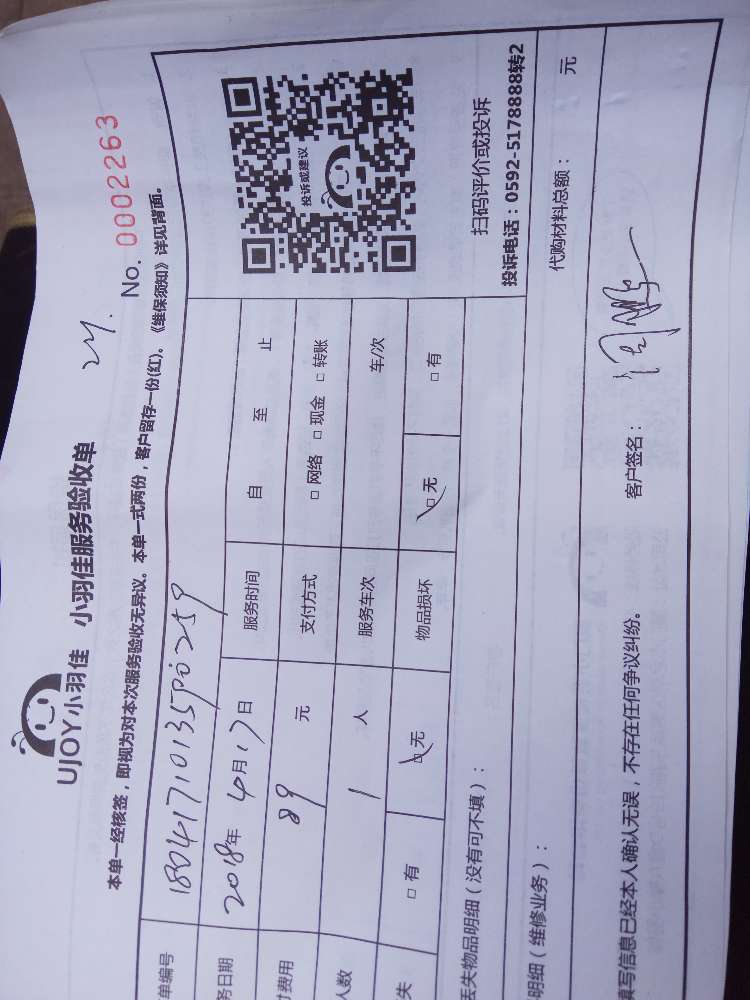 UJOY小羽佳 小羽佳服务验收单
No. 0002263
本单一经核签，即视为对本次服务验收无异议。本单一式两份，客户留存一份(红)。《维保须知》详见背面。
单编号 1804171013590259
务日期 2018年 4月17日 服务时间 自 至 止
费用 89 元 支付方式 □ 网络 □ 现金 □ 转账
人数 1 人 服务车次 车/次
失 □ 有 □ 无 物品损坏 □ 无 □ 有
投诉或建议
扫码评价或投诉
投诉电话：0592-5178888转2
丢失物品明细（没有可不填）：
明细（维修业务）： 代购材料总额： 元
填写信息已经本人确认无误，不存在任何争议纠纷。 客户签名：